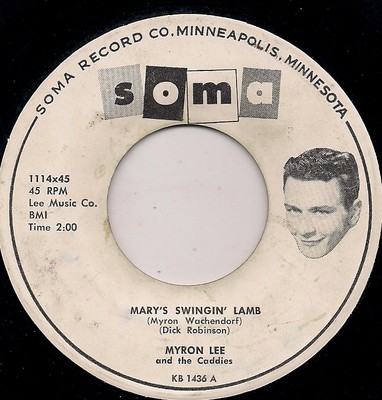 SOMA RECORD CO. MINNEAPOLIS, MINNESOTA
soma
1114x45
45 RPM
Lee Music Co.
BMI
Time 2:00
MARY'S SWINGIN' LAMB
(Myron Wachendorf)
(Dick Robinson)
MYRON LEE
and the Caddies
KB 1436 A